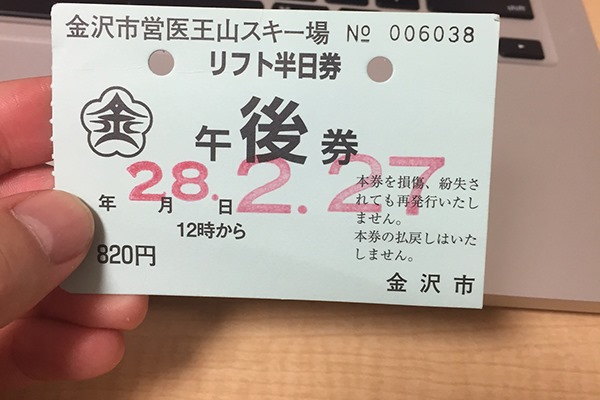 金沢市営医王山スキー場 № 006038
リフト半日券
金
午後券
28.2.27
年 月 日
12時から
820円
本券を損傷、紛失さ
れても再発行いたし
ません。
本券の払戻しはいた
しません。
金沢市